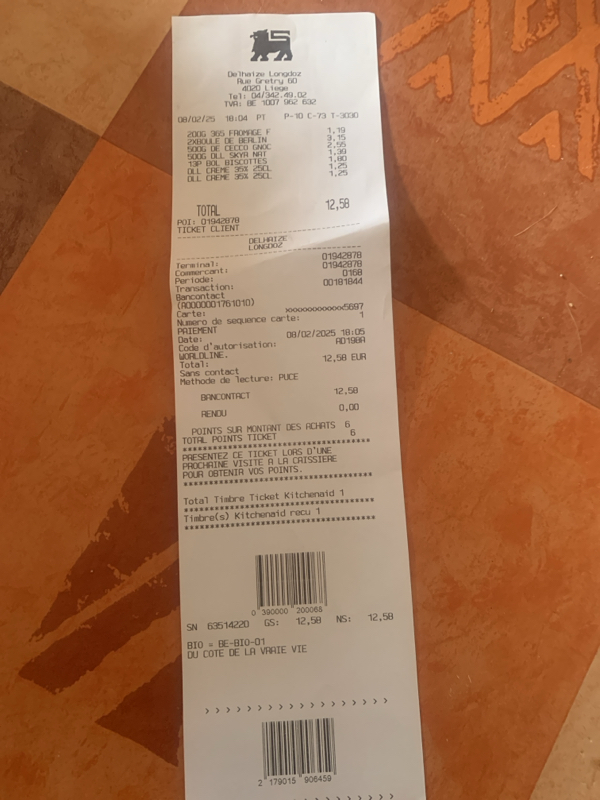 Delhaize Longdoz
Rue Gretry 60
4020 Liege
Tel: 04/342.49.02
TVA: BE 1007 962 632
08/02/25 18:04 PT P-10 C-73 T-3030
200G 365 FROMAGE F 1,19
2XBOULE DE BERLIN 3,15
500G DE CECCO GNOC 2,55
500G DLL SKYR NAT 1,39
13P BOL BISCOTTES 1,80
DLL CREME 35% 25CL 1,25
DLL CREME 35% 25CL 1,25
TOTAL 12,58
POI: 01942878
TICKET CLIENT
DELHAIZE
LONGDOZ
Terminal: 01942878
Commercant: 01942878
Periode: 0168
Transaction: 00181844
Bancontact
(A0000001761010)
Carte: xxxxxxxxxxxxx5697
Numero de sequence carte: 1
PAIEMENT
Date: 08/02/2025 18:05
Code d'autorisation: AD198A
WORLDLINE.
Total: 12,58 EUR
Sans contact
Methode de lecture: PUCE
BANCONTACT 12,58
RENDU 0,00
POINTS SUR MONTANT DES ACHATS 6
TOTAL POINTS TICKET 6
****************************************
PRESENTEZ CE TICKET LORS D'UNE
PROCHAINE VISITE A LA CAISSIERE
POUR OBTENIR VOS POINTS.
****************************************
Total Timbre Ticket Kitchenaid 1
****************************************
Timbre(s) Kitchenaid recu 1
****************************************
0 390000 200068
SN 63514220 GS: 12,58 NS: 12,58
BIO = BE-BIO-01
DU COTE DE LA VRAIE VIE
> > > > > > > > > > > > > > > >
2 179015 906459